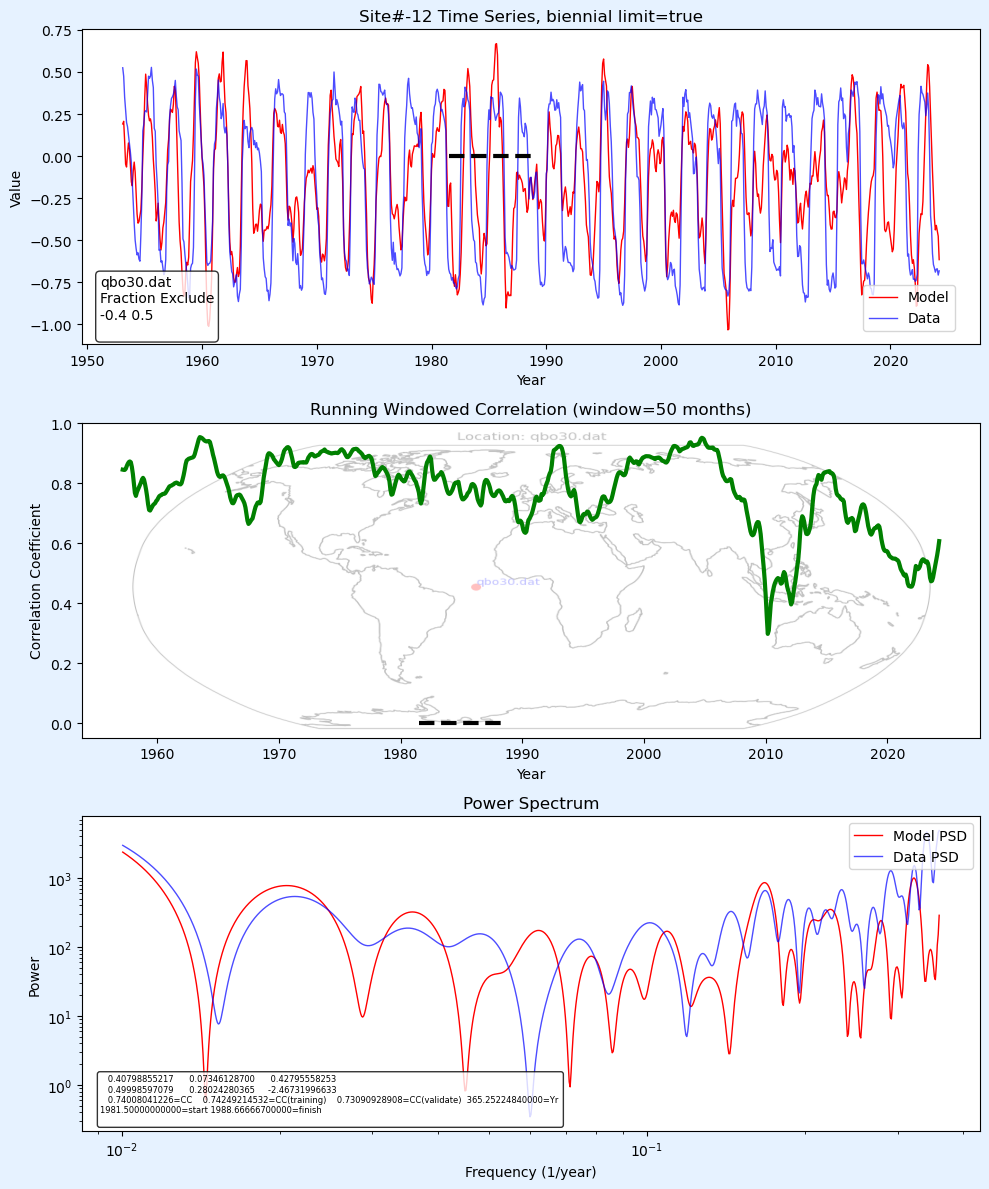 Site#-12 Time Series, biennial limit=true
Value
0.75
0.50
0.25
0.00
−0.25
−0.50
−0.75
−1.00
qbo30.dat
Fraction Exclude
-0.4 0.5
Model
Data
1950 1960 1970 1980 1990 2000 2010 2020
Year
Running Windowed Correlation (window=50 months)
Correlation Coefficient
1.0
0.8
0.6
0.4
0.2
0.0
Location: qbo30.dat
qbo30.dat
1960 1970 1980 1990 2000 2010 2020
Year
Power Spectrum
Power
10³
10²
10¹
10⁰
Model PSD
Data PSD
0.40798855217 0.07346128700 0.42795558253
0.49998597079 0.28024280365 -2.46731996633
0.74008041226=CC 0.74249214532=CC(training) 0.73090928908=CC(validate) 365.25224840000=Yr
1981.50000000000=start 1988.66666700000=finish
10⁻² 10⁻¹
Frequency (1/year)